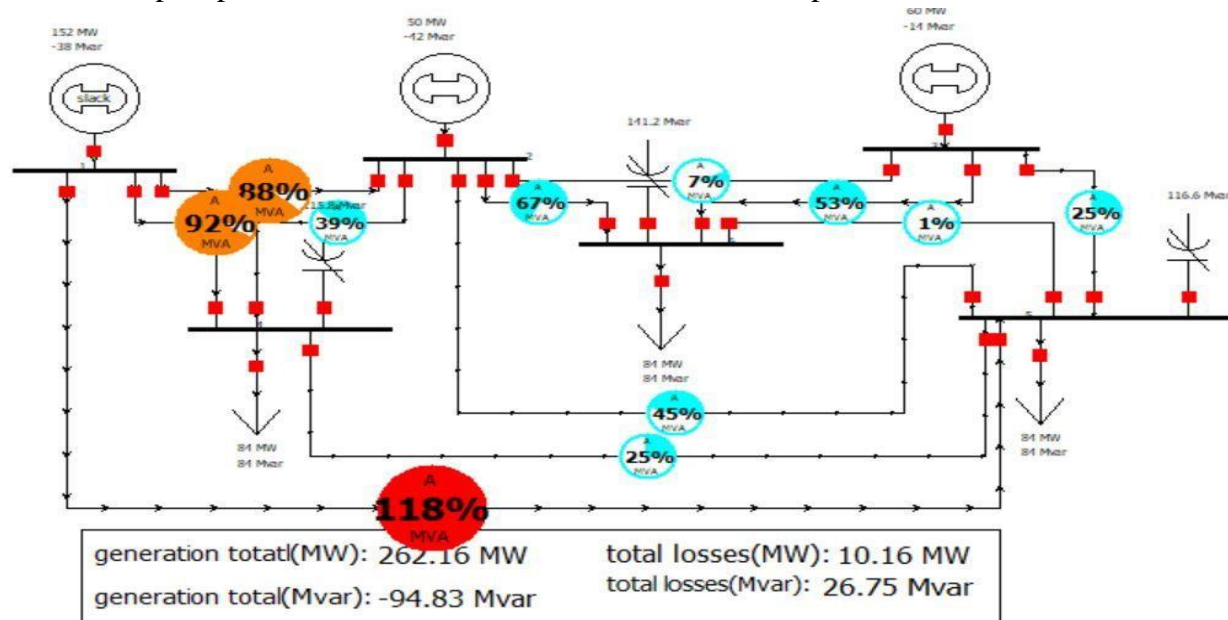 152 MW
-38 Mvar
slack
50 MW
-42 Mvar
60 MW
-14 Mvar
141.2 Mvar
116.6 Mvar
1
2
A
88%
MVA
A
92%
MVA
39%
MVA
A
67%
MVA
A
7%
MVA
A
53%
MVA
A
1%
MVA
A
25%
MVA
84 MW
84 Mvar
84 MW
84 Mvar
84 MW
84 Mvar
A
45%
MVA
A
25%
MVA
A
118%
MVA
generation totatl(MW): 262.16 MW
total losses(MW): 10.16 MW
generation total(Mvar): -94.83 Mvar
total losses(Mvar): 26.75 Mvar